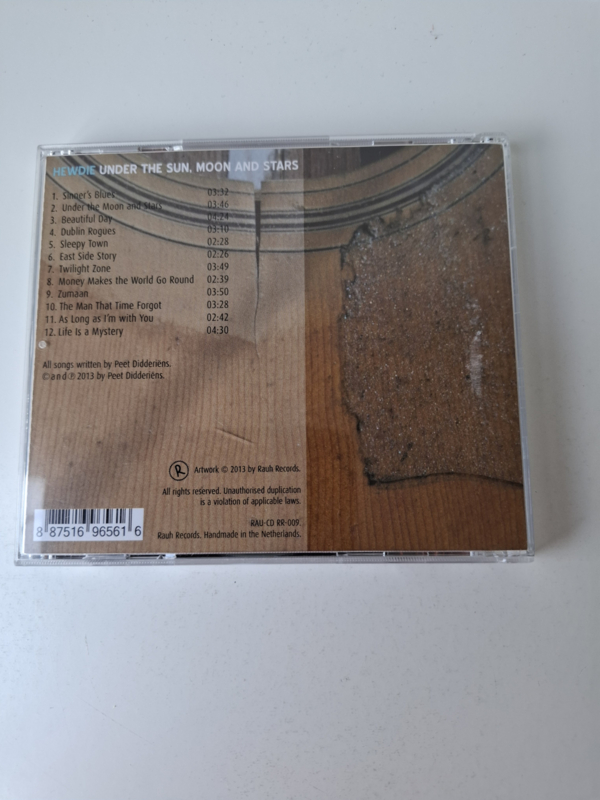 HEWDIE UNDER THE SUN, MOON AND STARS
1. Sinner's Blues 03:32
2. Under the Moon and Stars 03:46
3. Beautiful Day 04:24
4. Dublin Rogues 03:10
5. Sleepy Town 02:28
6. East Side Story 02:26
7. Twilight Zone 03:49
8. Money Makes the World Go Round 02:39
9. Zumaan 03:50
10. The Man That Time Forgot 03:28
11. As Long as I'm with You 02:42
12. Life Is a Mystery 04:30
All songs written by Peet Didderiëns.
© and ℗ 2013 by Peet Didderiëns.
R Artwork © 2013 by Rauh Records.
All rights reserved. Unauthorised duplication
is a violation of applicable laws.
RAU-CD RR-009.
Rauh Records. Handmade in the Netherlands.
8 87516 96561 6